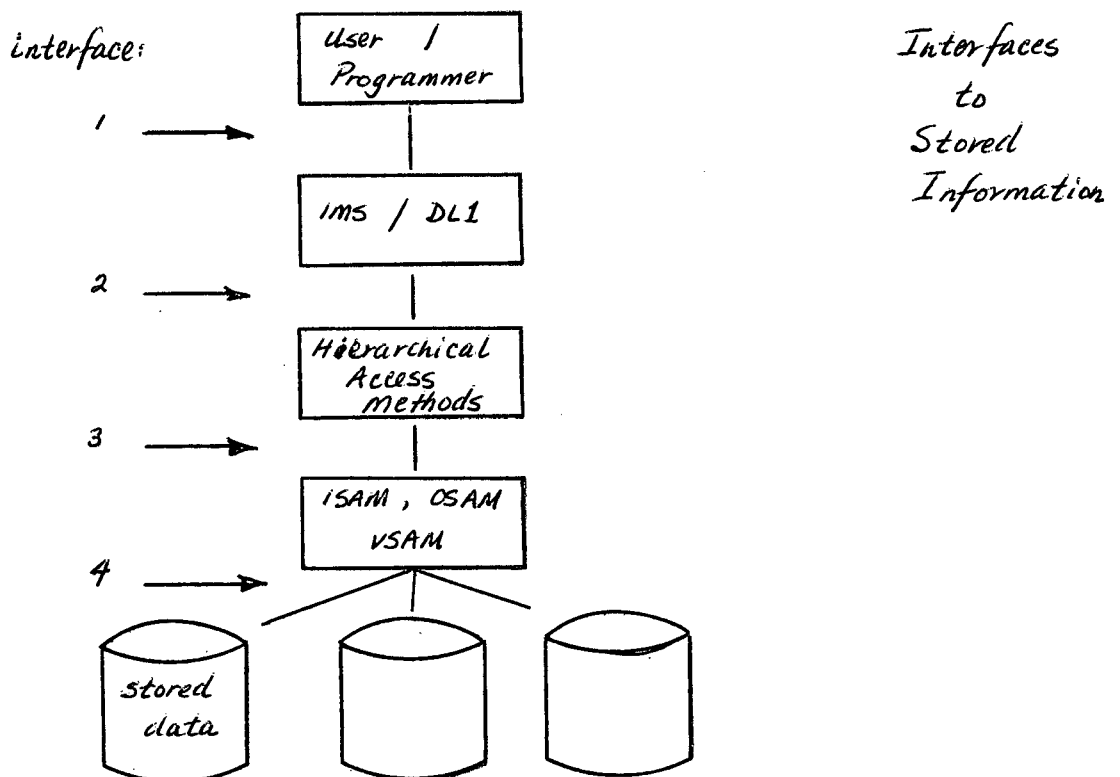 interface:
User /
Programmer
Interfaces
to
Stored
Information
1
IMS / DL1
2
Hierarchical
Access
Methods
3
ISAM, OSAM
VSAM
4
stored
data